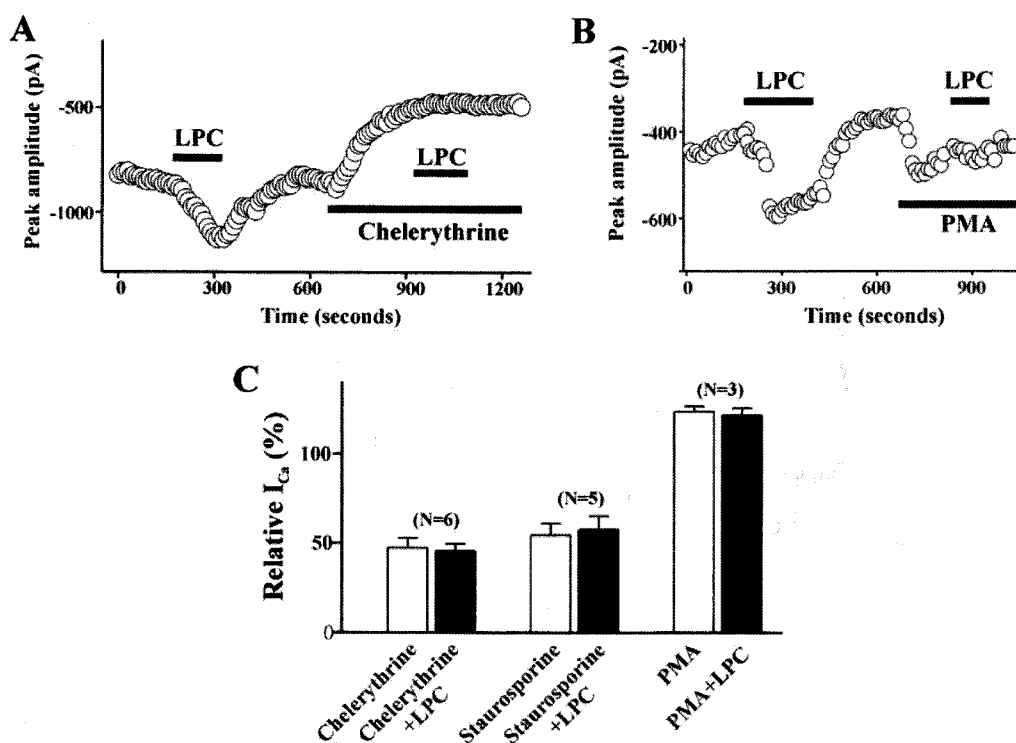 A
Peak amplitude (pA)
-500
-1000
LPC
LPC
Chelerythrine
0 300 600 900 1200
Time (seconds)
B
Peak amplitude (pA)
-200
-400
-600
LPC
LPC
PMA
0 300 600 900
Time (seconds)
C
Relative I_Ca (%)
100
50
0
(N=6)
(N=5)
(N=3)
Chelerythrine
Chelerythrine
+LPC
Staurosporine
Staurosporine
+LPC
PMA
PMA+LPC